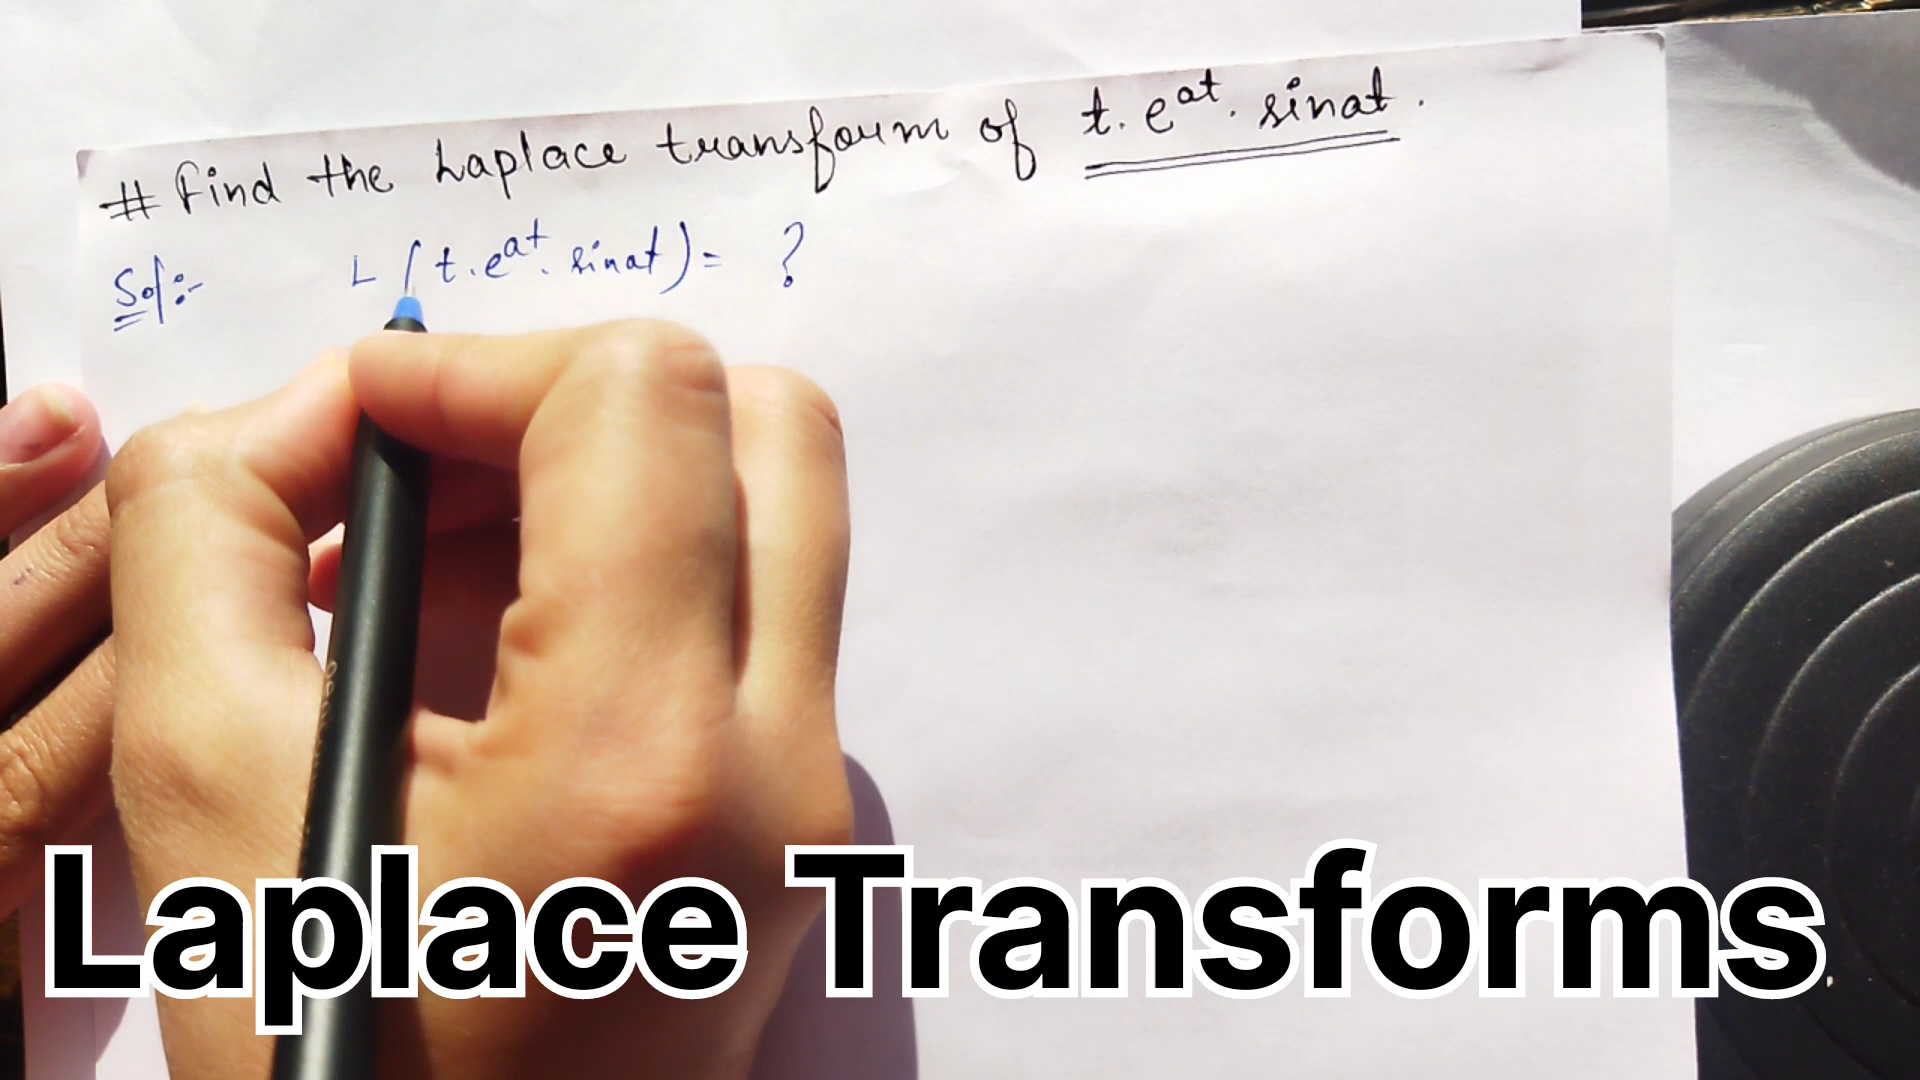 # Find the Laplace transform of t. e^at. sinat.
Sol:- L(t.e^at. sinat) = ?
Laplace Transforms